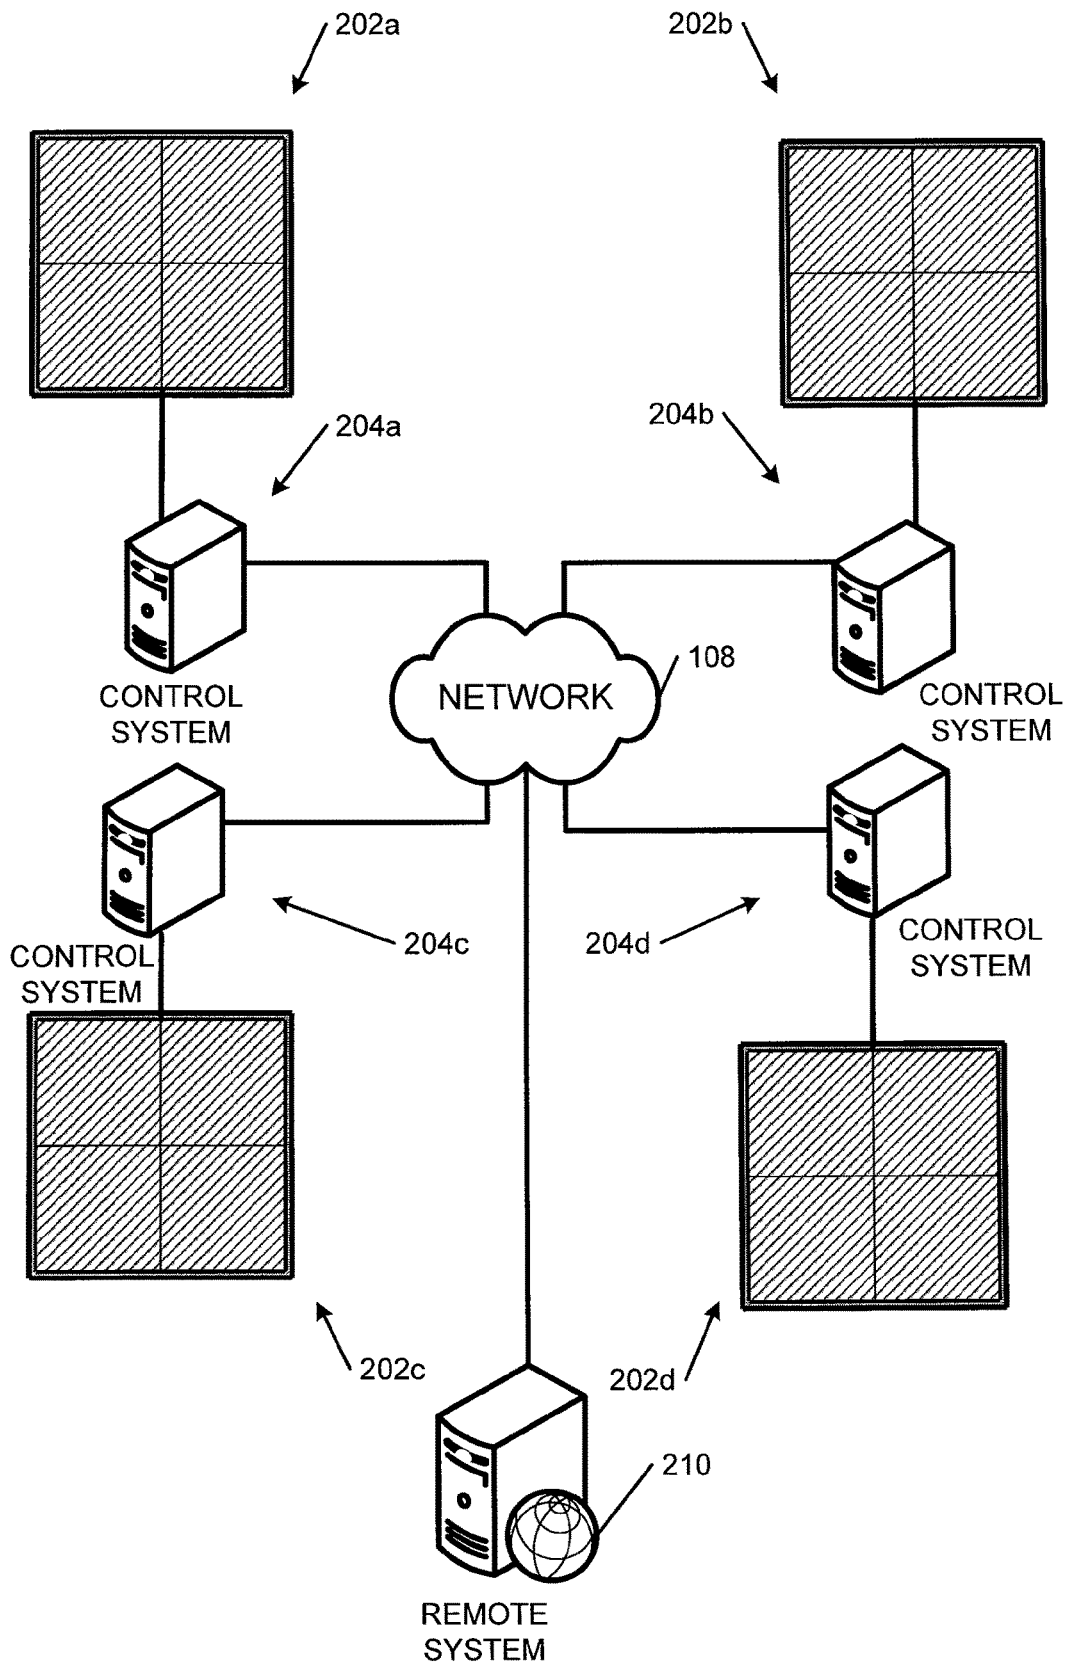 202a
202b
204a
204b
108
NETWORK
CONTROL
SYSTEM
CONTROL
SYSTEM
204c
204d
CONTROL
SYSTEM
CONTROL
SYSTEM
202c
202d
210
REMOTE
SYSTEM